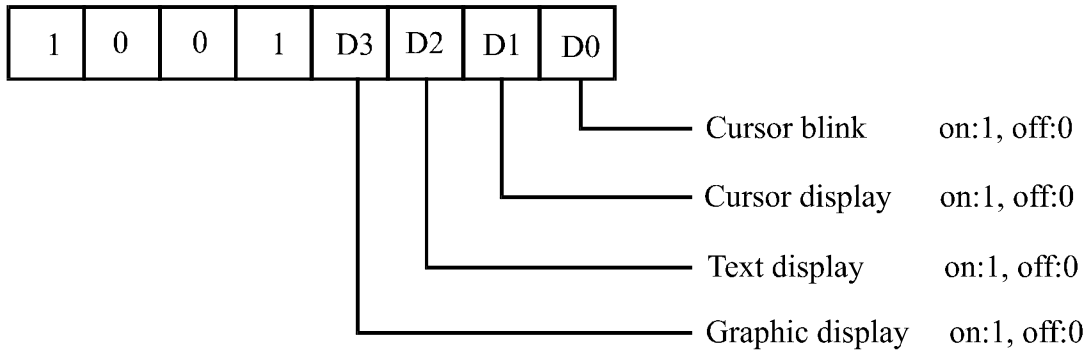 1 0 0 1 D3 D2 D1 D0
Cursor blink on:1, off:0
Cursor display on:1, off:0
Text display on:1, off:0
Graphic display on:1, off:0